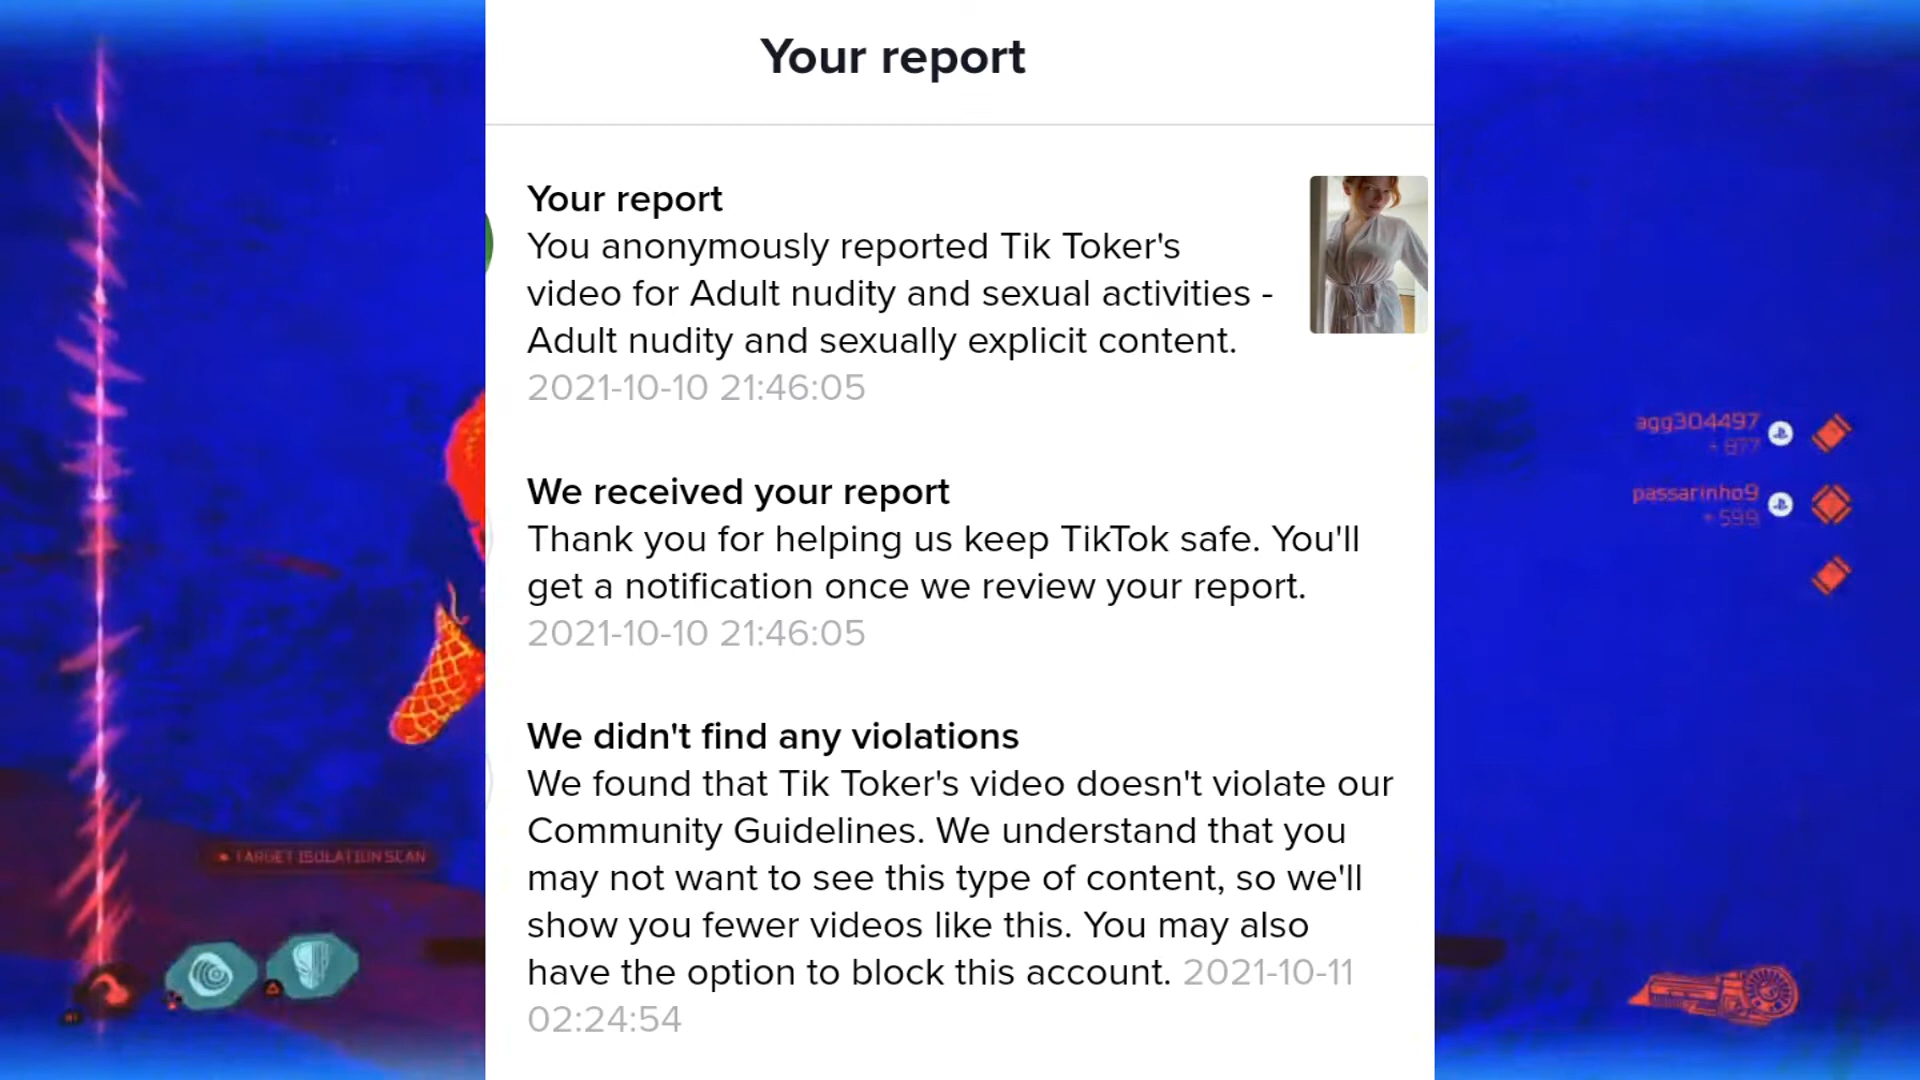 Your report
Your report
You anonymously reported Tik Toker's
video for Adult nudity and sexual activities -
Adult nudity and sexually explicit content.
2021-10-10 21:46:05
We received your report
Thank you for helping us keep TikTok safe. You'll
get a notification once we review your report.
2021-10-10 21:46:05
We didn't find any violations
We found that Tik Toker's video doesn't violate our
Community Guidelines. We understand that you
may not want to see this type of content, so we'll
show you fewer videos like this. You may also
have the option to block this account. 2021-10-11
02:24:54
TARGET ISOLATION SCAN
agg304497
+ 877
passarinho9
+ 599